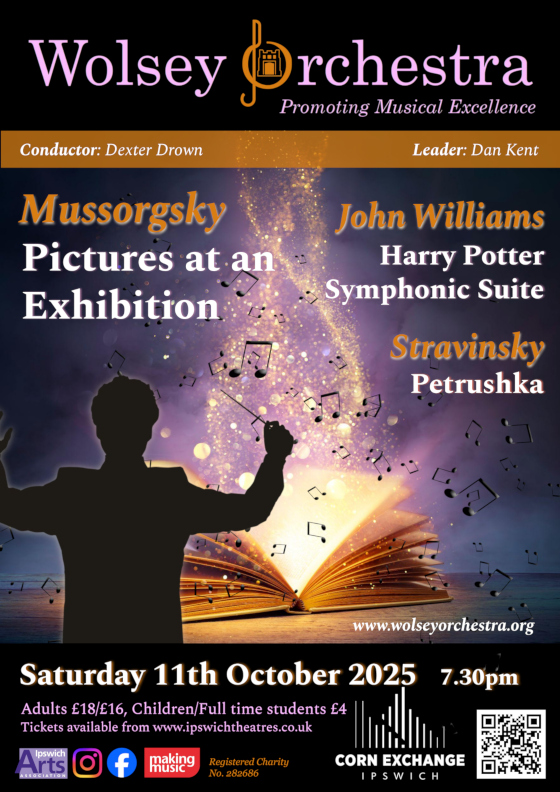 Wolsey Orchestra
Promoting Musical Excellence
Conductor: Dexter Drown
Leader: Dan Kent
Mussorgsky
Pictures at an
Exhibition
John Williams
Harry Potter
Symphonic Suite
Stravinsky
Petrushka
www.wolseyorchestra.org
Saturday 11th October 2025 7.30pm
Adults £18/£16, Children/Full time students £4
Tickets available from www.ipswichtheatres.co.uk
Ipswich
Arts
ASSOCIATION
making
music
Registered Charity
No. 282686
CORN EXCHANGE
IPSWICH